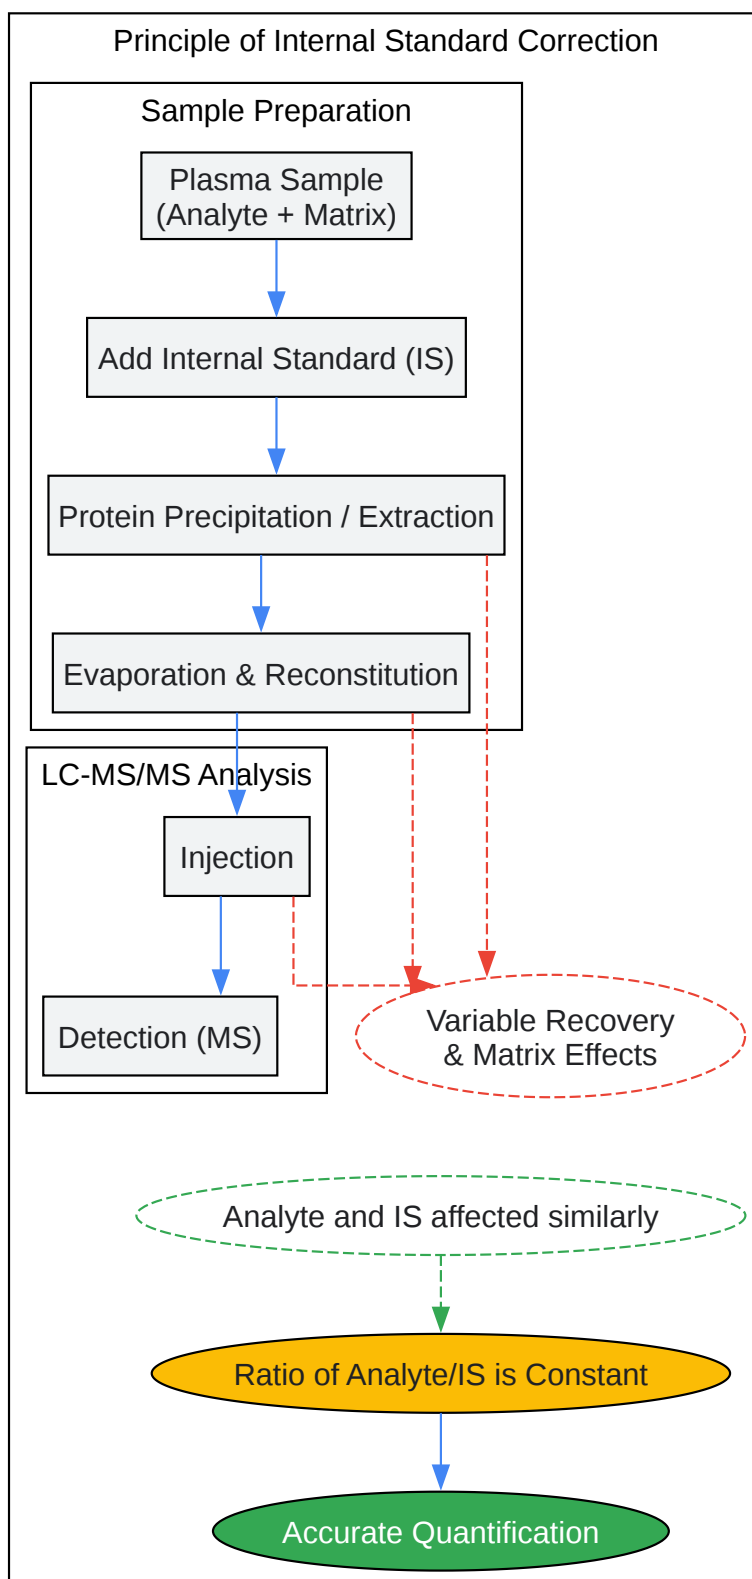 Principle of Internal Standard Correction
Sample Preparation
Plasma Sample
(Analyte + Matrix)
Add Internal Standard (IS)
Protein Precipitation / Extraction
Evaporation & Reconstitution
LC-MS/MS Analysis
Injection
Detection (MS)
Variable Recovery
& Matrix Effects
Analyte and IS affected similarly
Ratio of Analyte/IS is Constant
Accurate Quantification